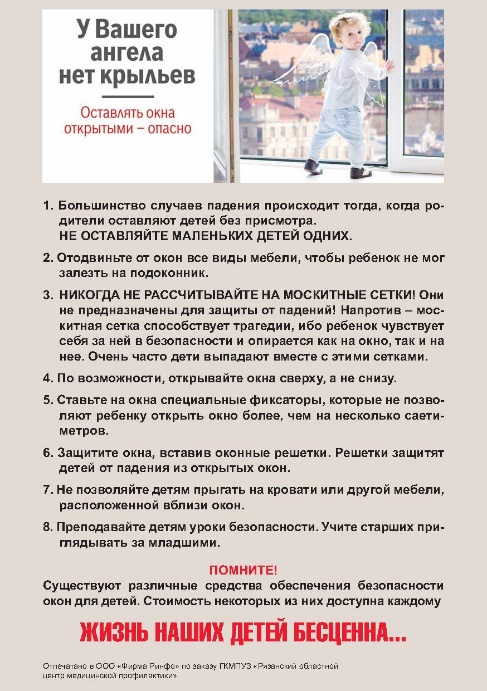 У Вашего
ангела
нет крыльев
Оставлять окна
открытыми – опасно
1. Большинство случаев падения происходит тогда, когда ро-
дители оставляют детей без присмотра.
НЕ ОСТАВЛЯЙТЕ МАЛЕНЬКИХ ДЕТЕЙ ОДНИХ.
2. Отодвиньте от окон все виды мебели, чтобы ребенок не мог
залезть на подоконник.
3. НИКОГДА НЕ РАССЧИТЫВАЙТЕ НА МОСКИТНЫЕ СЕТКИ! Они
не предназначены для защиты от падений! Напротив – мос-
китная сетка способствует трагедии, ибо ребенок чувствует
себя за ней в безопасности и опирается как на окно, так и на
нее. Очень часто дети выпадают вместе с этими сетками.
4. По возможности, открывайте окна сверху, а не снизу.
5. Ставьте на окна специальные фиксаторы, которые не позво-
ляют ребенку открыть окно более, чем на несколько саети-
метров.
6. Защитите окна, вставив оконные решетки. Решетки защитят
детей от падения из открытых окон.
7. Не позволяйте детям прыгать на кровати или другой мебели,
расположенной вблизи окон.
8. Преподавайте детям уроки безопасности. Учите старших при-
глядывать за младшими.
ПОМНИТЕ!
Существуют различные средства обеспечения безопасности
окон для детей. Стоимость некоторых из них доступна каждому
ЖИЗНЬ НАШИХ ДЕТЕЙ БЕСЦЕННА...
Отпечатано в ООО «Фирма Ринфо» по заказу ГКМПУЗ «Рязанский областной
центр медицинской профилактики»